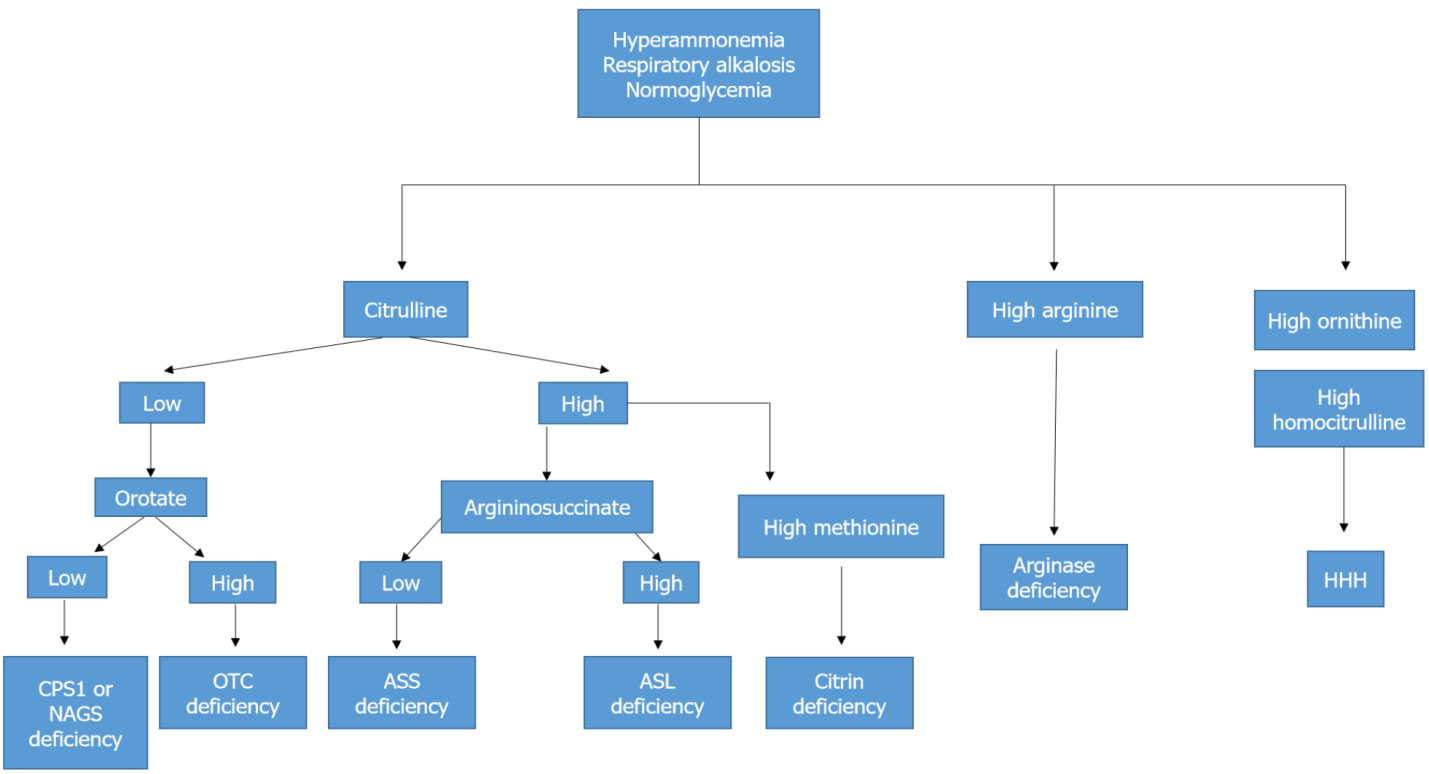 Hyperammonemia
Respiratory alkalosis
Normoglycemia
Citrulline
High arginine
High ornithine
Low
High
High
homocitrulline
Orotate
Argininosuccinate
High methionine
Low
High
Low
High
Arginase
deficiency
HHH
CPS1 or
NAGS
deficiency
OTC
deficiency
ASS
deficiency
ASL
deficiency
Citrin
deficiency